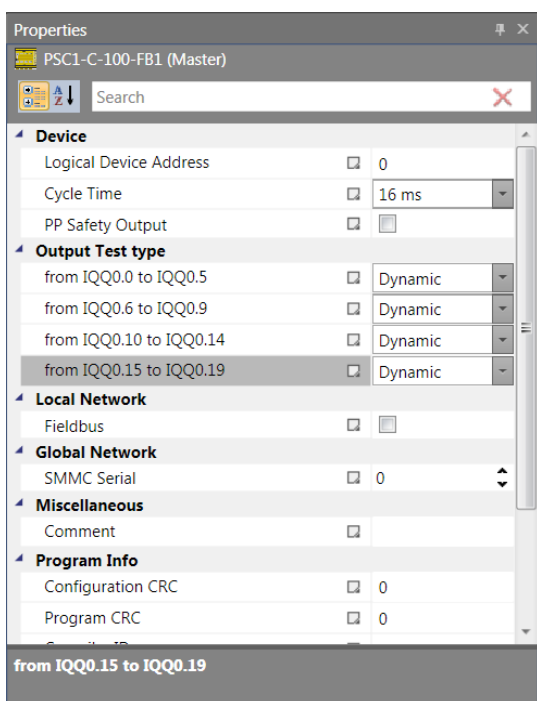 Properties
PSC1-C-100-FB1 (Master)
Search
Device
Logical Device Address 0
Cycle Time 16 ms
PP Safety Output
Output Test type
from IQQ0.0 to IQQ0.5 Dynamic
from IQQ0.6 to IQQ0.9 Dynamic
from IQQ0.10 to IQQ0.14 Dynamic
from IQQ0.15 to IQQ0.19 Dynamic
Local Network
Fieldbus
Global Network
SMMC Serial 0
Miscellaneous
Comment
Program Info
Configuration CRC 0
Program CRC 0
from IQQ0.15 to IQQ0.19